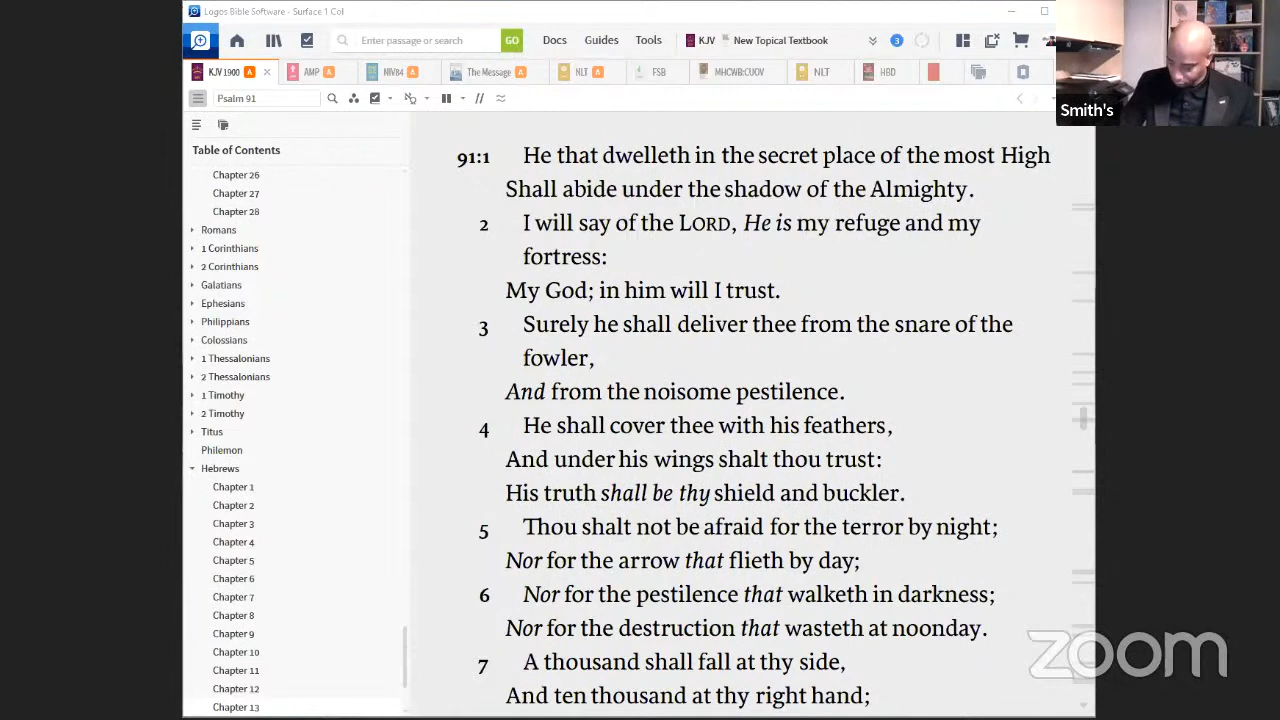 Logos Bible Software - Surface 1 Col
Enter passage or search
GO
Docs
Guides
Tools
KJV
New Topical Textbook
3
KJV 1900 A
AMP A
NIV84 A
The Message A
NLT A
FSB
MHCWB:CUOV
NLT
HBD
Psalm 91
Smith's
Table of Contents
Chapter 26
Chapter 27
Chapter 28
Romans
1 Corinthians
2 Corinthians
Galatians
Ephesians
Philippians
Colossians
1 Thessalonians
2 Thessalonians
1 Timothy
2 Timothy
Titus
Philemon
Hebrews
Chapter 1
Chapter 2
Chapter 3
Chapter 4
Chapter 5
Chapter 6
Chapter 7
Chapter 8
Chapter 9
Chapter 10
Chapter 11
Chapter 12
Chapter 13
91:1 He that dwelleth in the secret place of the most High
Shall abide under the shadow of the Almighty.
2 I will say of the LORD, He is my refuge and my
fortress:
My God; in him will I trust.
3 Surely he shall deliver thee from the snare of the
fowler,
And from the noisome pestilence.
4 He shall cover thee with his feathers,
And under his wings shalt thou trust:
His truth shall be thy shield and buckler.
5 Thou shalt not be afraid for the terror by night;
Nor for the arrow that flieth by day;
6 Nor for the pestilence that walketh in darkness;
Nor for the destruction that wasteth at noonday.
7 A thousand shall fall at thy side,
And ten thousand at thy right hand;
zoom